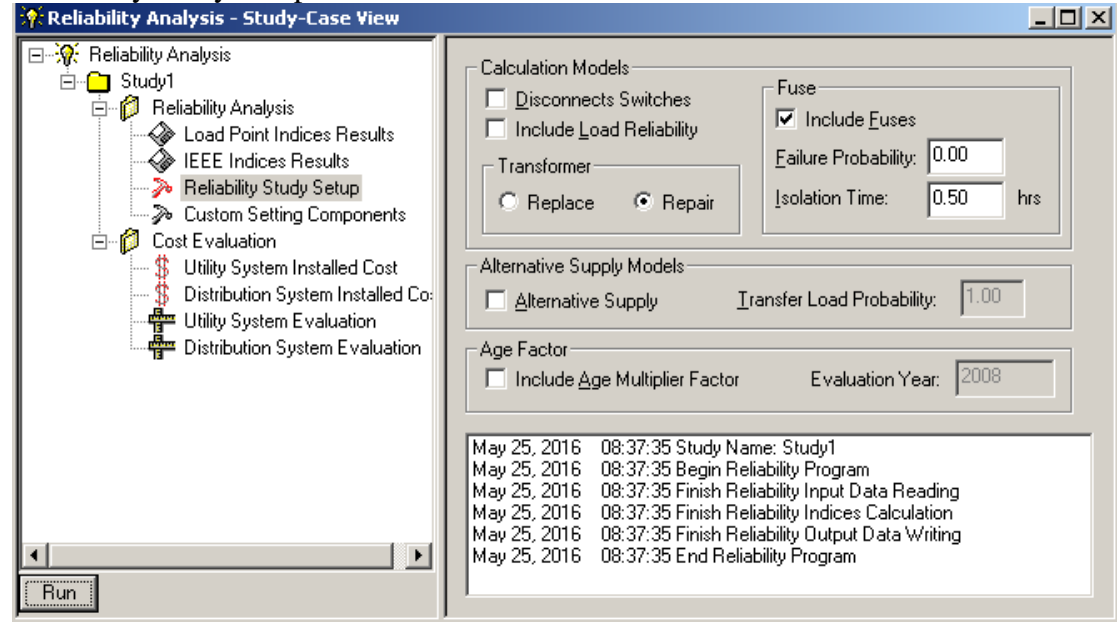 Reliability Analysis - Study-Case View
Reliability Analysis
Study1
Reliability Analysis
Load Point Indices Results
IEEE Indices Results
Reliability Study Setup
Custom Setting Components
Cost Evaluation
Utility System Installed Cost
Distribution System Installed Co
Utility System Evaluation
Distribution System Evaluation
Run
Calculation Models
Disconnects Switches
Include Load Reliability
Transformer
Replace Repair
Fuse
Include Fuses
Failure Probability: 0.00
Isolation Time: 0.50 hrs
Alternative Supply Models
Alternative Supply Transfer Load Probability: 1.00
Age Factor
Include Age Multiplier Factor Evaluation Year: 2008
May 25, 2016 08:37:35 Study Name: Study1
May 25, 2016 08:37:35 Begin Reliability Program
May 25, 2016 08:37:35 Finish Reliability Input Data Reading
May 25, 2016 08:37:35 Finish Reliability Indices Calculation
May 25, 2016 08:37:35 Finish Reliability Output Data Writing
May 25, 2016 08:37:35 End Reliability Program